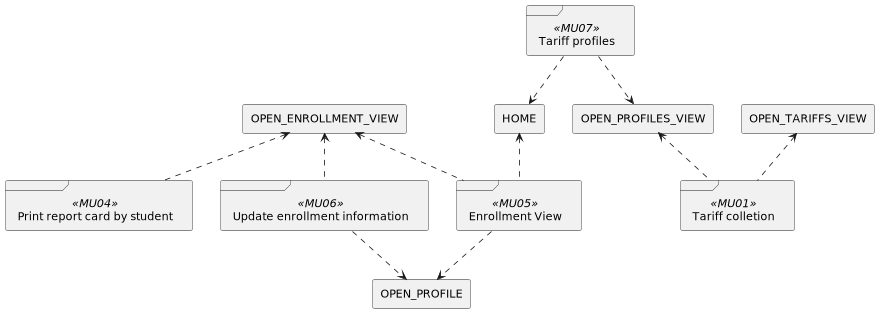 «MU07»
Tariff profiles
OPEN_ENROLLMENT_VIEW
HOME
OPEN_PROFILES_VIEW
OPEN_TARIFFS_VIEW
«MU04»
Print report card by student
«MU06»
Update enrollment information
«MU05»
Enrollment View
«MU01»
Tariff colletion
OPEN_PROFILE